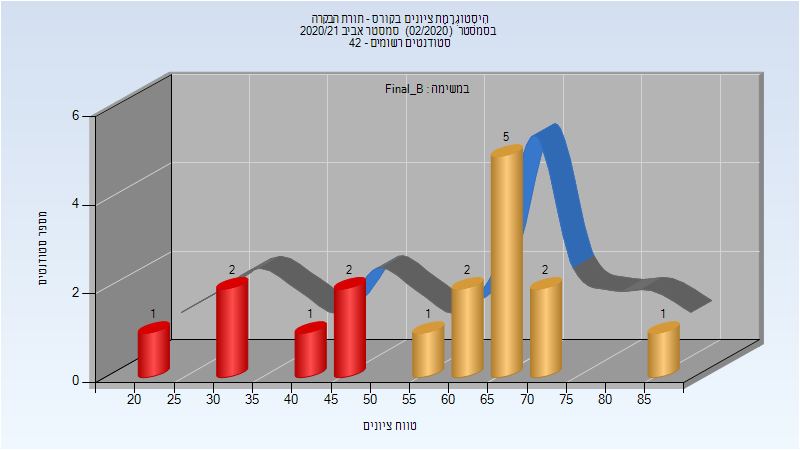 היסטוגרמת ציונים בקורס - תורת הבקרה
בסמסטר (02/2020) סמסטר אביב 2020/21
סטודנטים רשומים - 42
במשימה : Final_B
מספר סטודנטים
6
4
2
0
1
2
1
2
1
2
5
2
1
20 25 30 35 40 45 50 55 60 65 70 75 80 85
טווח ציונים